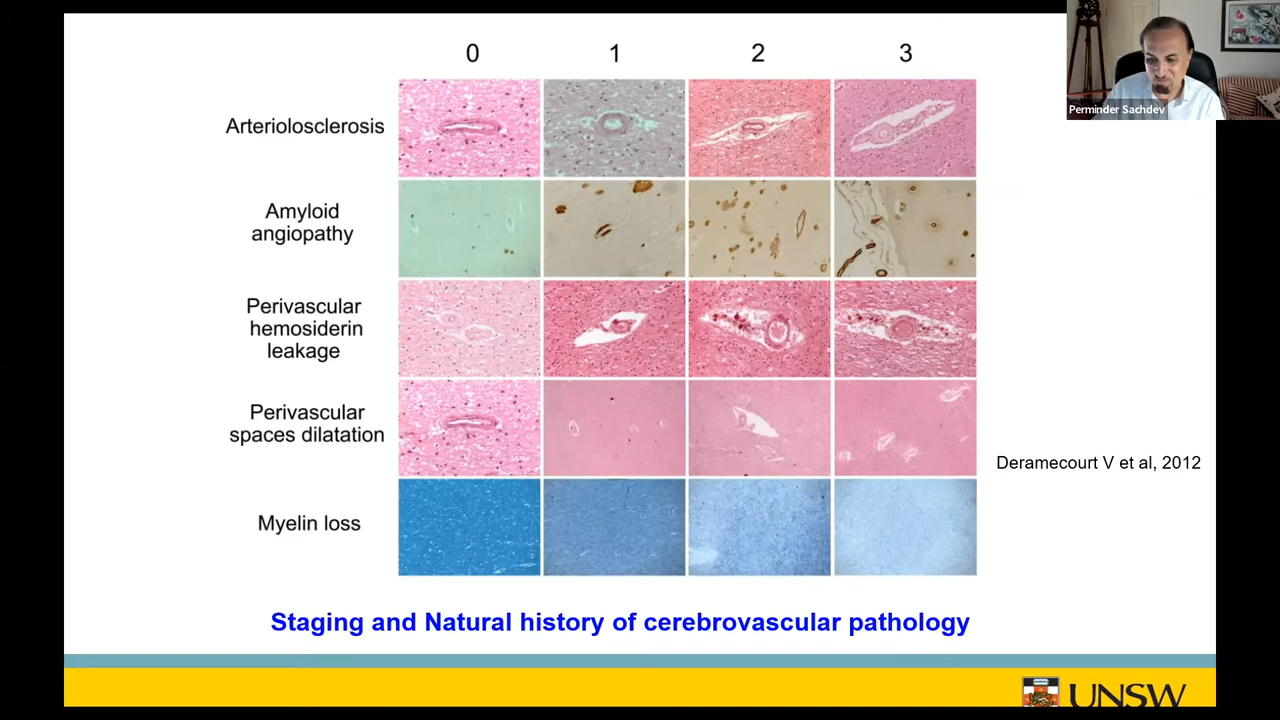 0 1 2 3
Arteriolosclerosis
Amyloid
angiopathy
Perivascular
hemosiderin
leakage
Perivascular
spaces dilatation
Myelin loss
Deramecourt V et al, 2012
Staging and Natural history of cerebrovascular pathology
UNSW
Perminder Sachdev